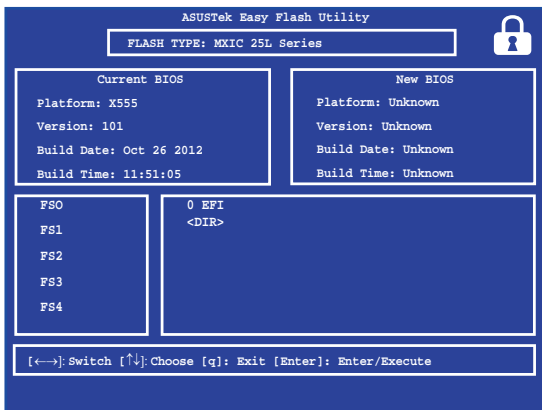 ASUSTek Easy Flash Utility
FLASH TYPE: MXIC 25L Series
Current BIOS
Platform: X555
Version: 101
Build Date: Oct 26 2012
Build Time: 11:51:05
New BIOS
Platform: Unknown
Version: Unknown
Build Date: Unknown
Build Time: Unknown
FSO
FS1
FS2
FS3
FS4
0 EFI
<DIR>
[←→]: Switch [↑↓]: Choose [q]: Exit [Enter]: Enter/Execute